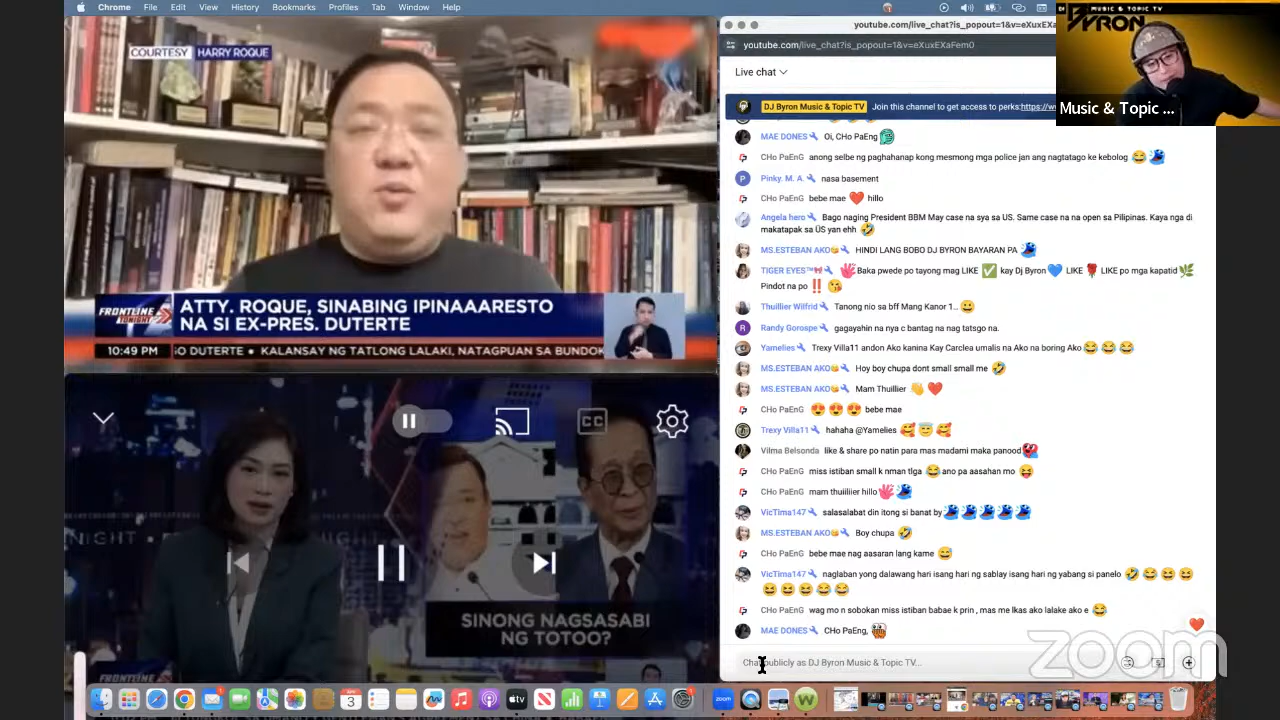 Chrome File Edit View History Bookmarks Profiles Tab Window Help
COURTESY HARRY ROQUE
FRONTLINE TONIGHT
ATTY. ROQUE, SINABING IPINAAARESTO
NA SI EX-PRES. DUTERTE
10:49 PM DUTERTE • KALANSAY NG TATLONG LALAKI, NATAGPUAN SA BUNDOK
CC
SINONG NAGSASABI
NG TOTOO?
youtube.com/live_chat?is_popout=1&v=eXuxEXa
youtube.com/live_chat?is_popout=1&v=eXuxEXaFem0
Live chat
DJ Byron Music & Topic TV Join this channel to get access to perks:
MAE DONES Oi, CHo PaEng
CHo PaEnG anong selbe ng paghahanap kong mesmong mga police jan ang nagtatago ke kebolog 😂
P Pinky. M. A. nasa basement
CHo PaEnG bebe mae ❤️ hillo
Angela hero Bago naging President BBM May case na sya sa US. Same case na na open sa Pilipinas. Kaya nga di
makatapak sa US yan ehh 🤣
MS.ESTEBAN AKO😘 HINDI LANG BOBO DJ BYRON BAYARAN PA
TIGER EYES™🎀 Baka pwede po tayong mag LIKE ✅ kay Dj Byron💙 LIKE 🌹 LIKE po mga kapatid🌿
Pindot na po ‼️ 😘
Thuillier Wilfrid Tanong nio sa bff Mang Kanor 1.. 😀
R Randy Gorospe gagayahin na nya c bantag na nag tatsgo na.
Yamelies Trexy Villa11 andon Ako kanina Kay Carclea umalis na Ako na boring Ako 😂 😂 😂
MS.ESTEBAN AKO😘 Hoy boy chupa dont small small me 🤣
MS.ESTEBAN AKO😘 Mam Thuillier 👋 ❤️
CHo PaEnG 😍 😍 😍 bebe mae
Trexy Villa11 hahaha @Yamelies 🥰 😇 🥰
Vilma Belsonda like & share po natin para mas madami maka panood
CHo PaEnG miss istiban small k nman tlga 😂 ano pa aasahan mo 😝
CHo PaEnG mam thuiiliier hillo
VicTima147 salasalabat din itong si banat by
MS.ESTEBAN AKO😘 Boy chupa 🤣
CHo PaEnG bebe mae nag aasaran lang kame 😅
VicTima147 naglaban yong dalawang hari isang hari ng sablay isang hari ng yabang si panelo 🤣 😂 😆 😆
😆 😆 😆 😂 😂
CHo PaEnG wag mo n sobokan miss istiban babae k prin , mas me lkas ako lalake ako e 😂
MAE DONES CHo PaEng,
Chat publicly as DJ Byron Music & Topic TV...
MUSIC & TOPIC TV
BYRON
Music & Topic ...
zoom